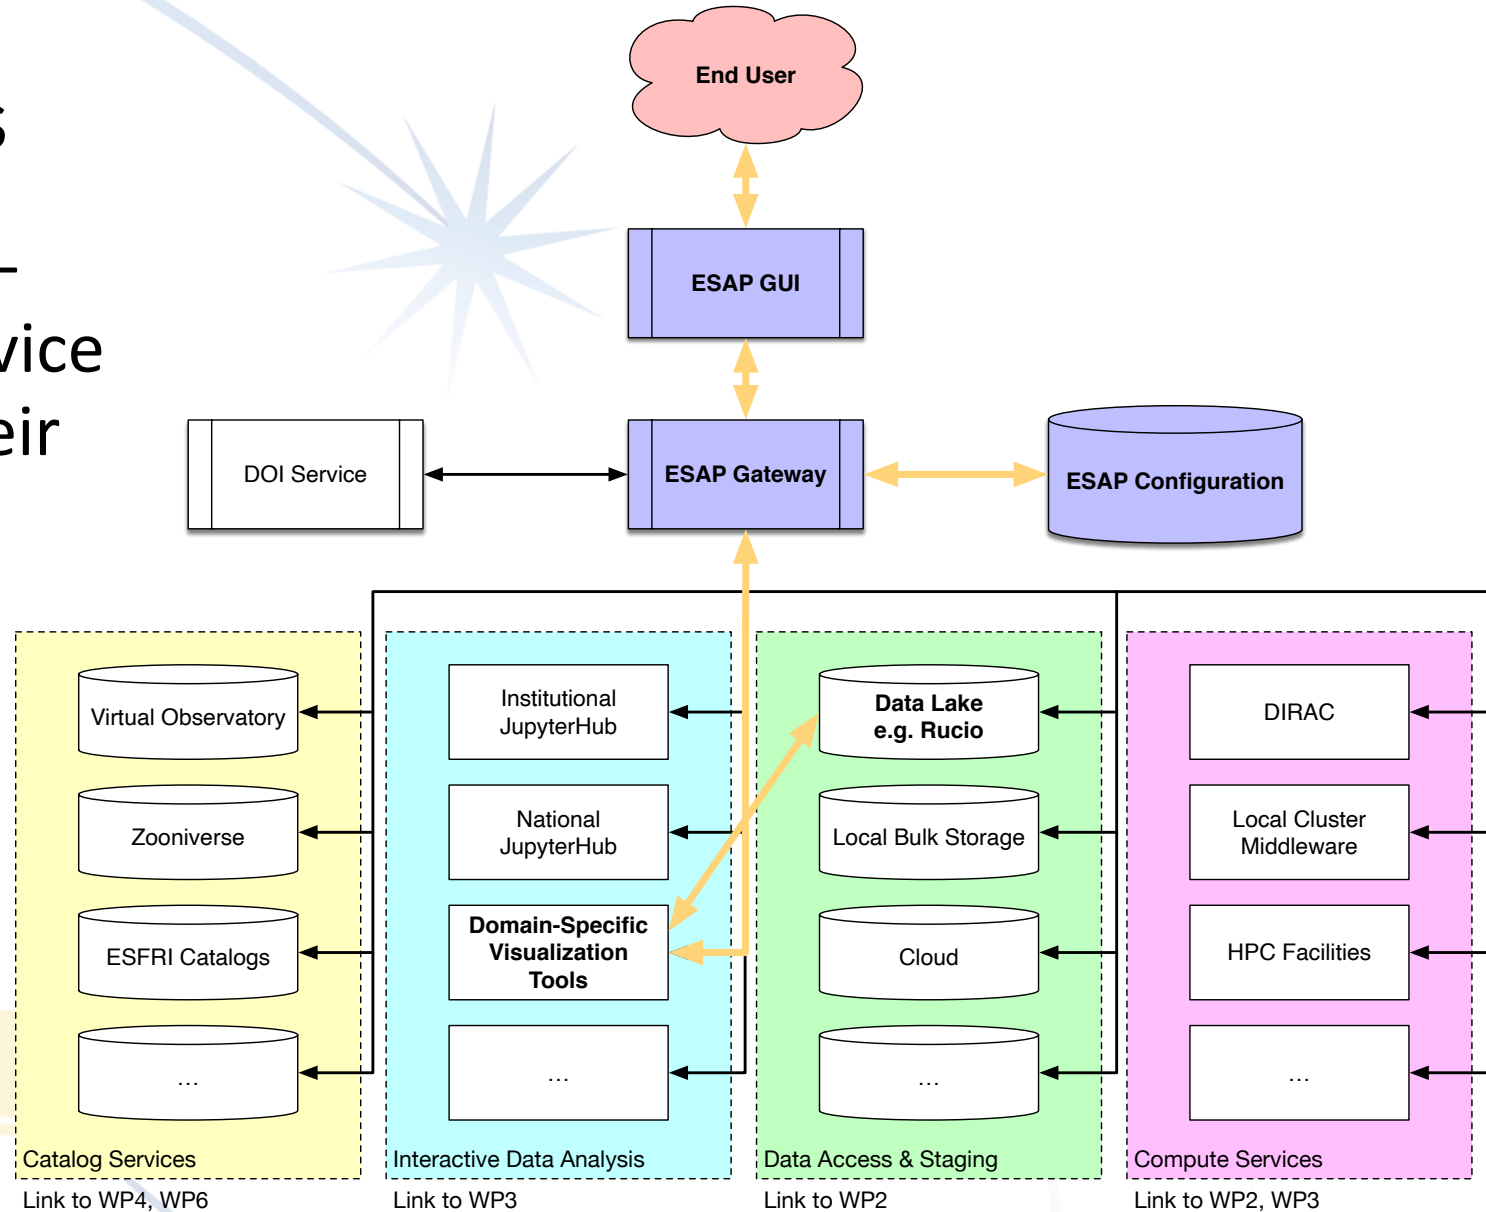 s
–
vice
eir
End User
ESAP GUI
DOI Service
ESAP Gateway
ESAP Configuration
Virtual Observatory
Zooniverse
ESFRI Catalogs
...
Catalog Services
Link to WP4, WP6
Institutional
JupyterHub
National
JupyterHub
Domain-Specific
Visualization
Tools
...
Interactive Data Analysis
Link to WP3
Data Lake
e.g. Rucio
Local Bulk Storage
Cloud
...
Data Access & Staging
Link to WP2
DIRAC
Local Cluster
Middleware
HPC Facilities
...
Compute Services
Link to WP2, WP3